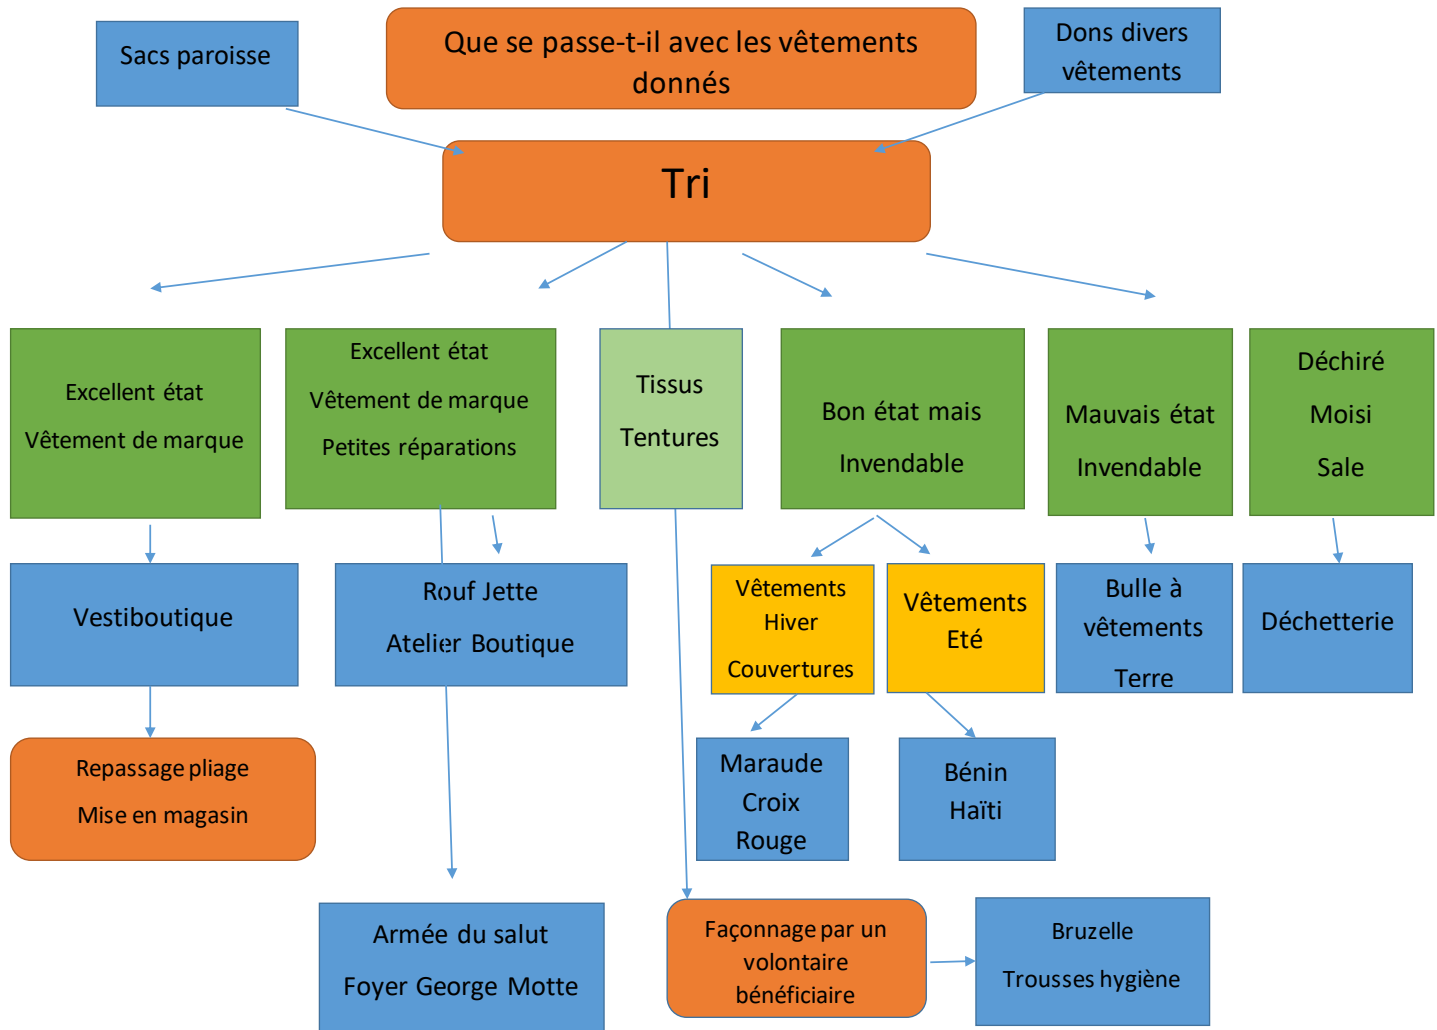 Sacs paroisse
Que se passe-t-il avec les vêtements
donnés
Dons divers
vêtements
Tri
Excellent état
Vêtement de marque
Excellent état
Vêtement de marque
Petites réparations
Tissus
Tentures
Bon état mais
Invendable
Mauvais état
Invendable
Déchiré
Moisi
Sale
Vestiboutique
Rouf Jette
Atelier Boutique
Vêtements
Hiver
Couvertures
Vêtements
Eté
Bulle à
vêtements
Terre
Déchetterie
Repassage pliage
Mise en magasin
Maraude
Croix
Rouge
Bénin
Haïti
Armée du salut
Foyer George Motte
Façonnage par un
volontaire
bénéficiaire
Bruzelle
Trousses hygiène